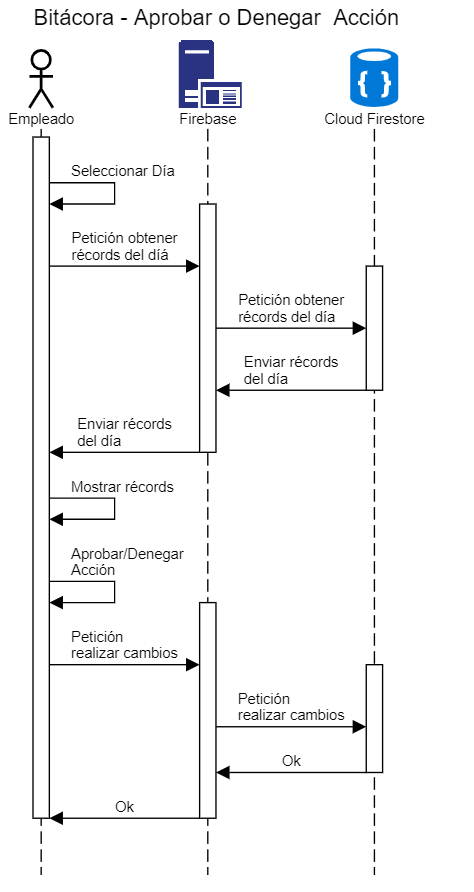 Bitácora - Aprobar o Denegar Acción
Empleado
Firebase
Cloud Firestore
Seleccionar Día
Petición obtener
récords del díá
Petición obtener
récords del día
Enviar récords
del día
Enviar récords
del día
Mostrar récords
Aprobar/Denegar
Acción
Petición
realizar cambios
Petición
realizar cambios
Ok
Ok